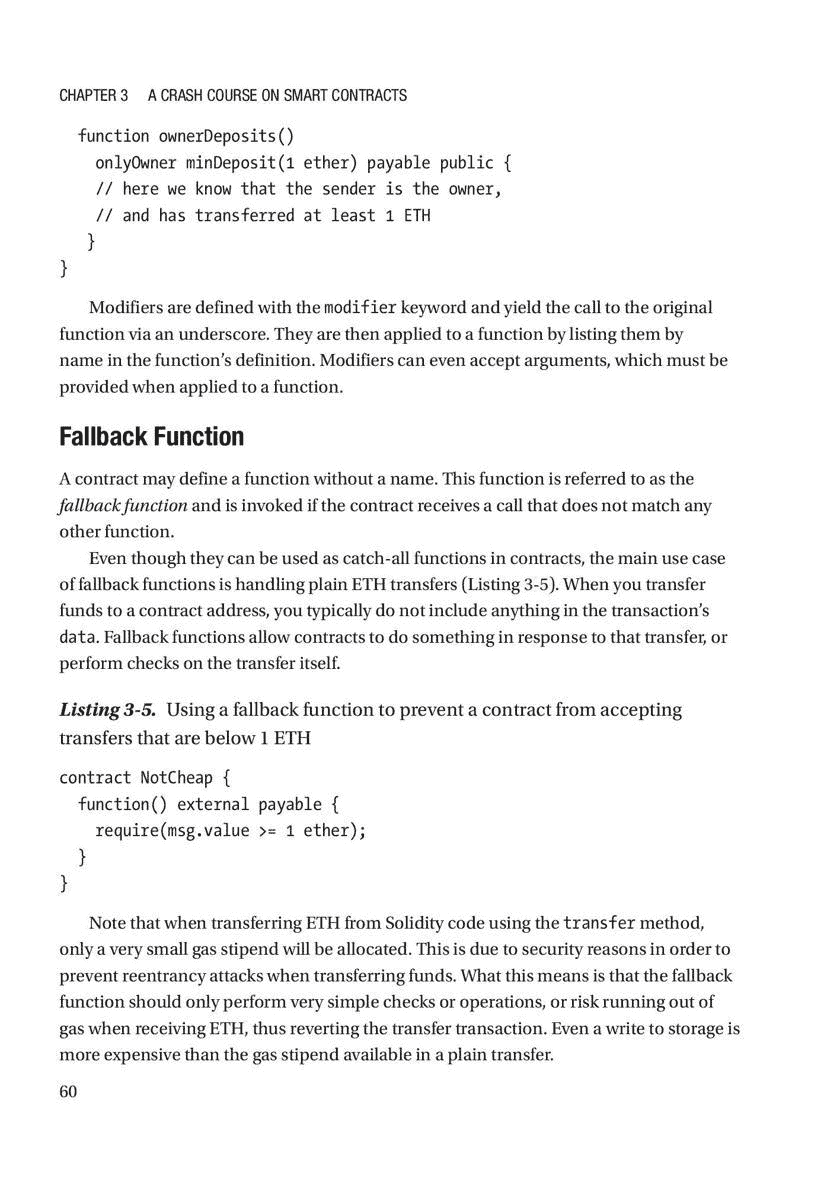 CHAPTER 3 A CRASH COURSE ON SMART CONTRACTS
function ownerDeposits()
onlyOwner minDeposit(1 ether) payable public {
// here we know that the sender is the owner,
// and has transferred at least 1 ETH
}
}
Modifiers are defined with the modifier keyword and yield the call to the original
function via an underscore. They are then applied to a function by listing them by
name in the function’s definition. Modifiers can even accept arguments, which must be
provided when applied to a function.
Fallback Function
A contract may define a function without a name. This function is referred to as the
fallback function and is invoked if the contract receives a call that does not match any
other function.
Even though they can be used as catch-all functions in contracts, the main use case
of fallback functions is handling plain ETH transfers (Listing 3-5). When you transfer
funds to a contract address, you typically do not include anything in the transaction’s
data. Fallback functions allow contracts to do something in response to that transfer, or
perform checks on the transfer itself.
Listing 3-5. Using a fallback function to prevent a contract from accepting
transfers that are below 1 ETH
contract NotCheap {
function() external payable {
require(msg.value >= 1 ether);
}
}
Note that when transferring ETH from Solidity code using the transfer method,
only a very small gas stipend will be allocated. This is due to security reasons in order to
prevent reentrancy attacks when transferring funds. What this means is that the fallback
function should only perform very simple checks or operations, or risk running out of
gas when receiving ETH, thus reverting the transfer transaction. Even a write to storage is
more expensive than the gas stipend available in a plain transfer.
60